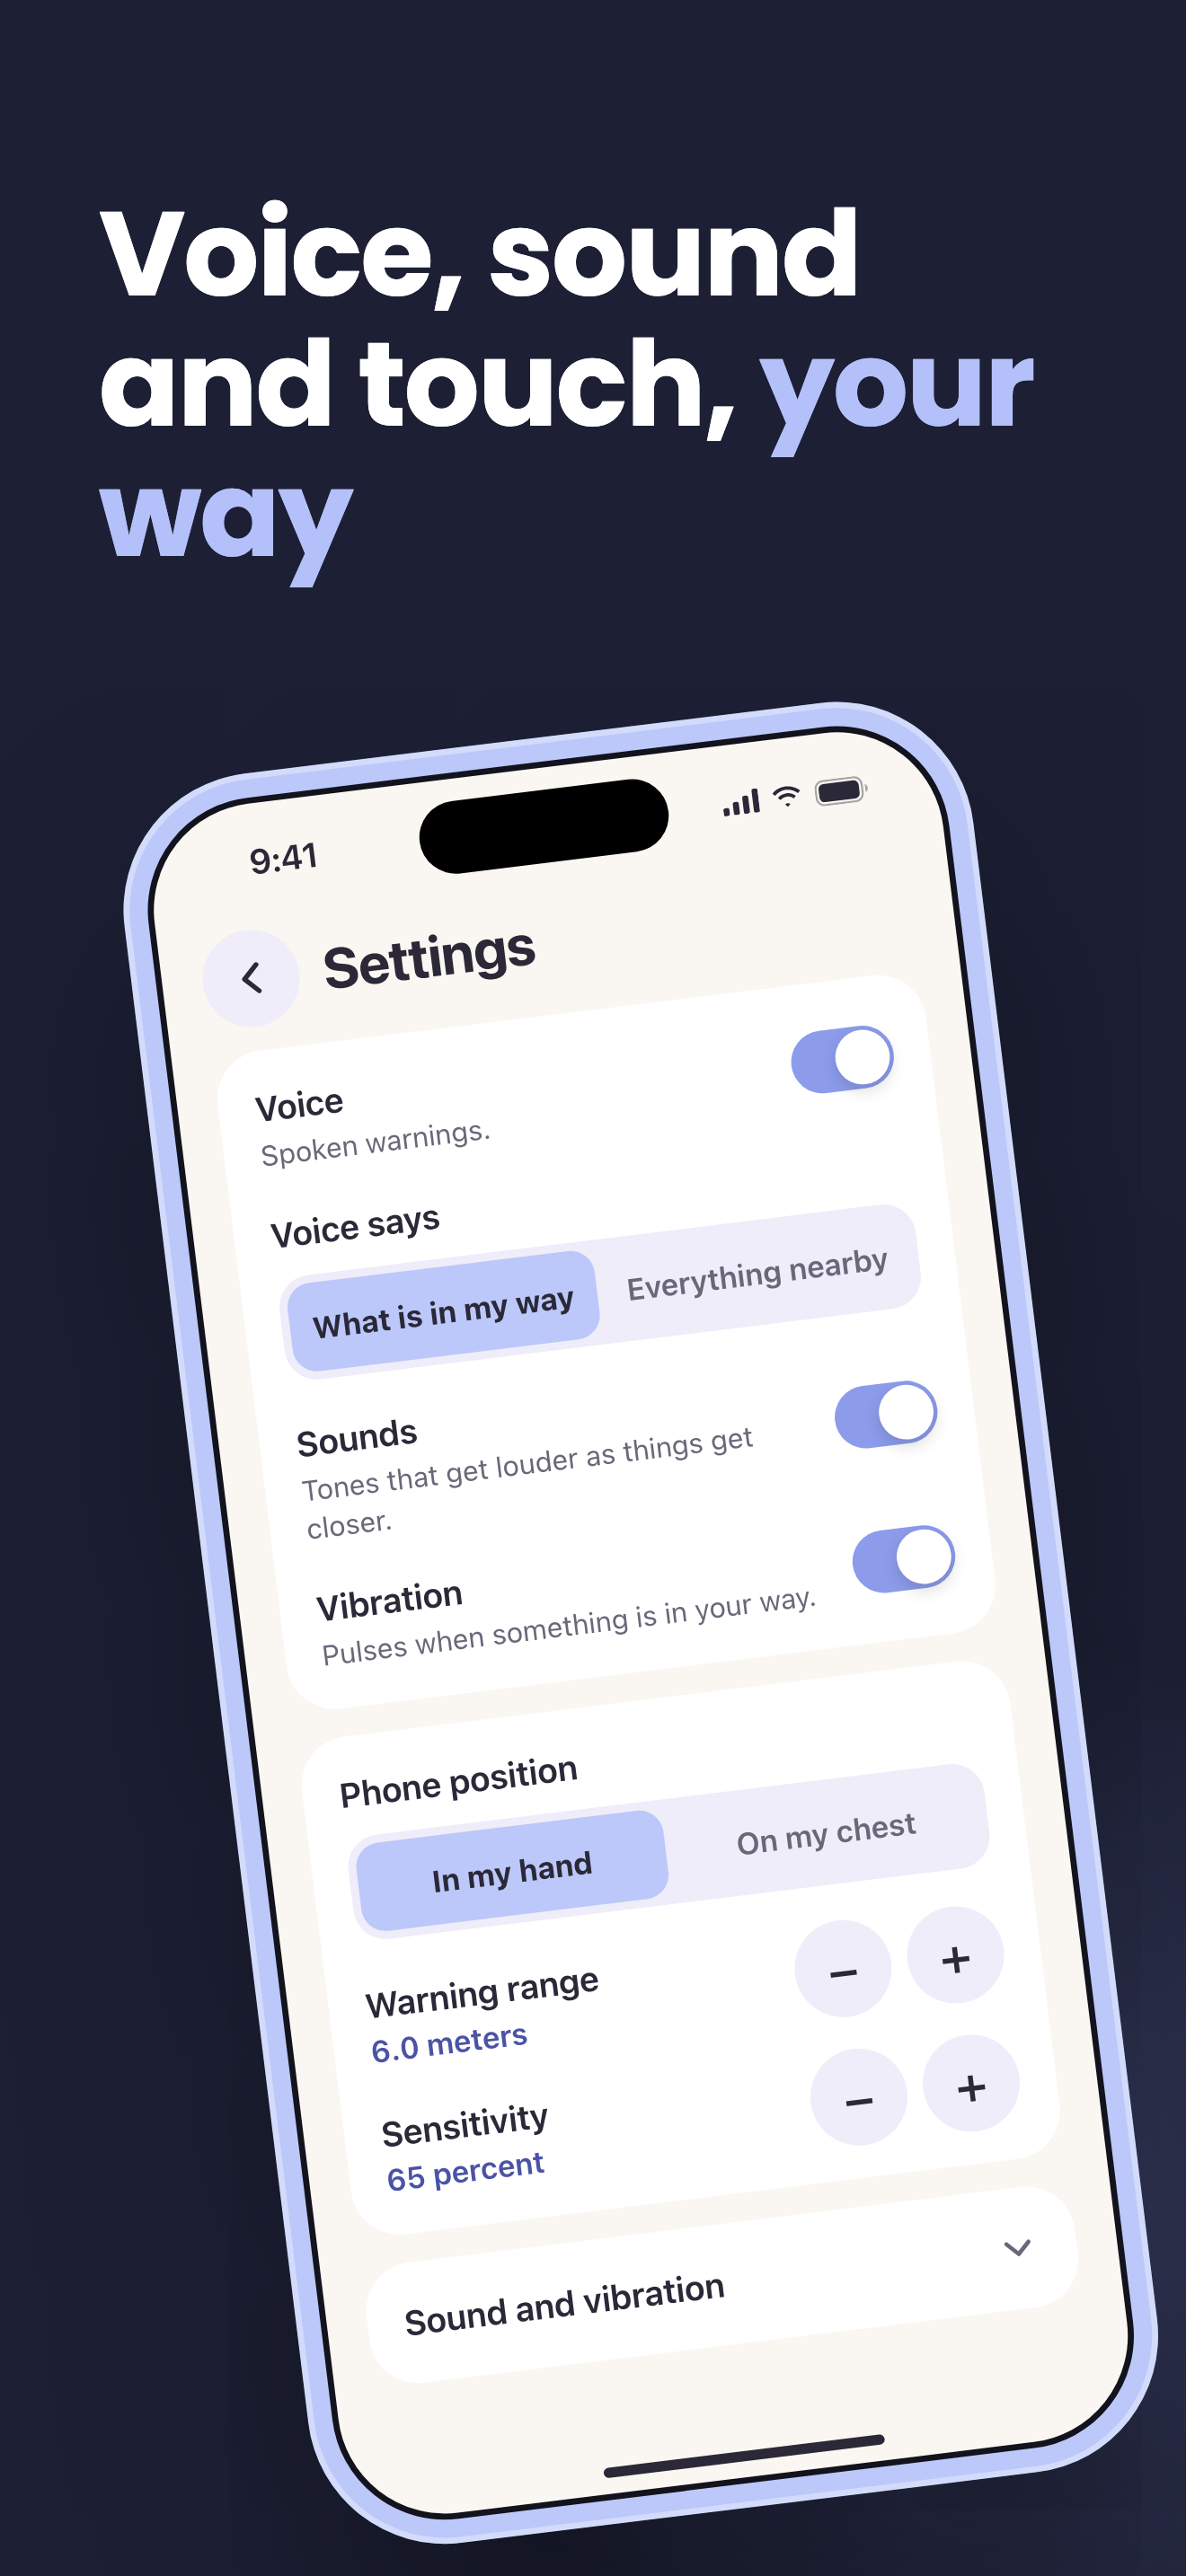 Voice, sound
and touch, your
way
9:41
Settings
Voice
Spoken warnings.
Voice says
What is in my way
Everything nearby
Sounds
Tones that get louder as things get
closer.
Vibration
Pulses when something is in your way.
Phone position
In my hand
On my chest
Warning range
6.0 meters
− +
Sensitivity
65 percent
− +
Sound and vibration